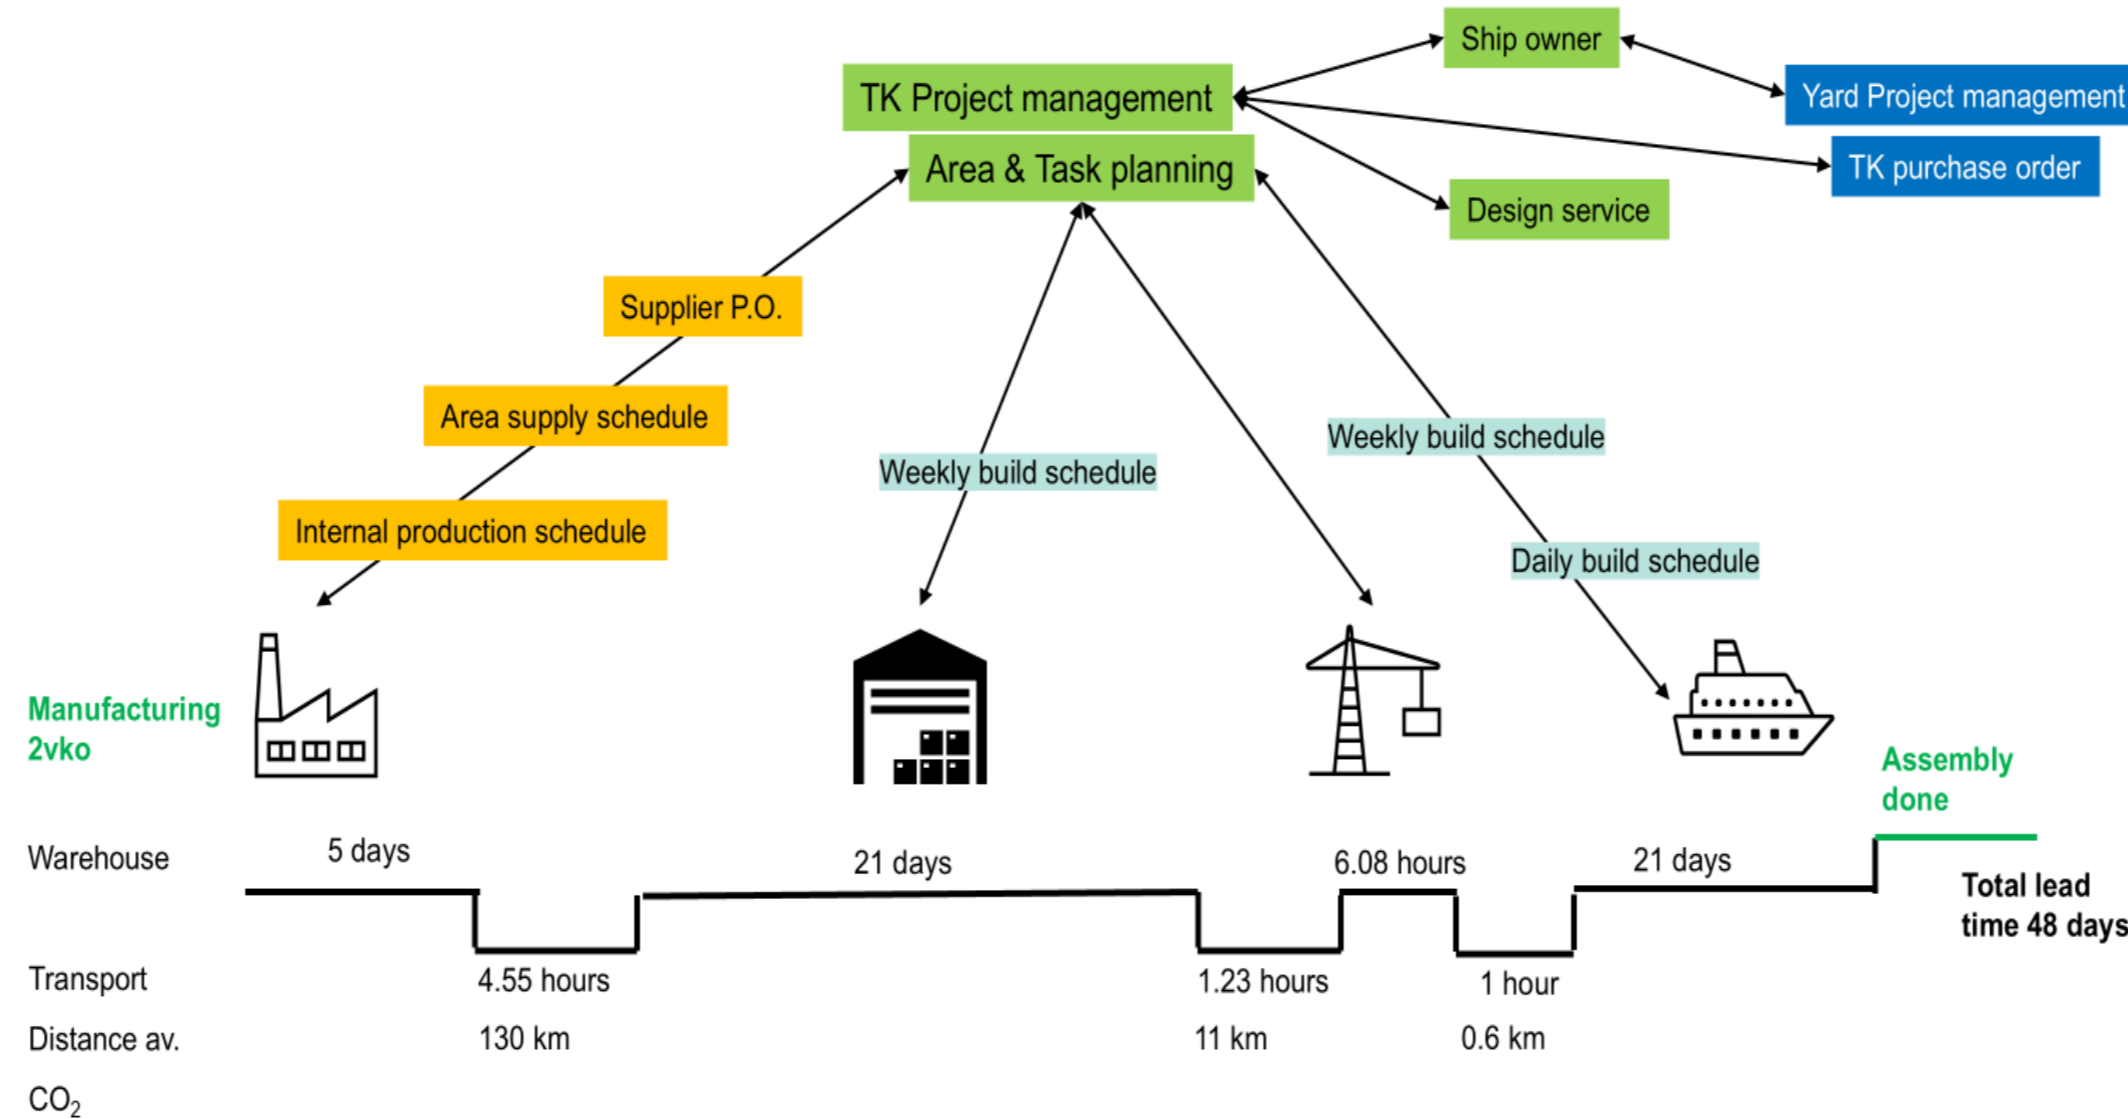 Ship owner
TK Project management
Yard Project management
Area & Task planning
TK purchase order
Design service
Supplier P.O.
Area supply schedule
Weekly build schedule
Weekly build schedule
Internal production schedule
Daily build schedule
Manufacturing
2vko
Assembly
done
Warehouse
5 days
21 days
6.08 hours
21 days
Total lead
time 48 days
Transport
4.55 hours
1.23 hours
1 hour
Distance av.
130 km
11 km
0.6 km
CO₂